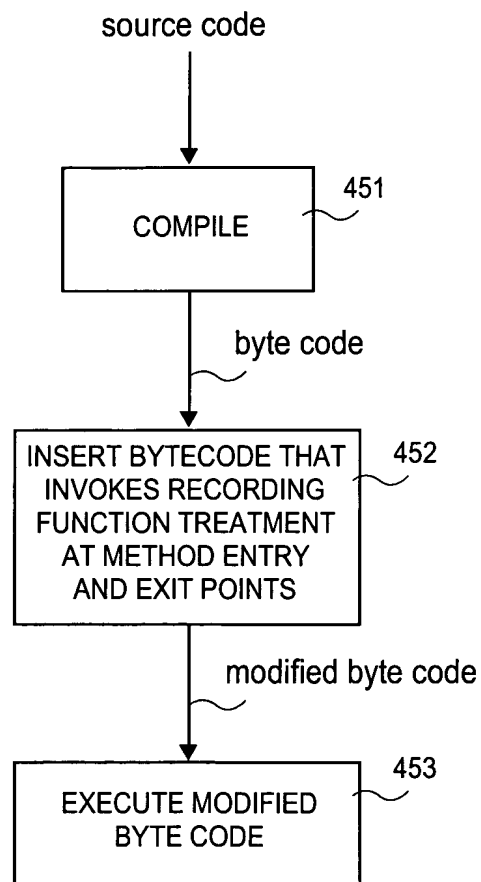 source code
451
COMPILE
byte code
452
INSERT BYTECODE THAT
INVOKES RECORDING
FUNCTION TREATMENT
AT METHOD ENTRY
AND EXIT POINTS
modified byte code
453
EXECUTE MODIFIED
BYTE CODE